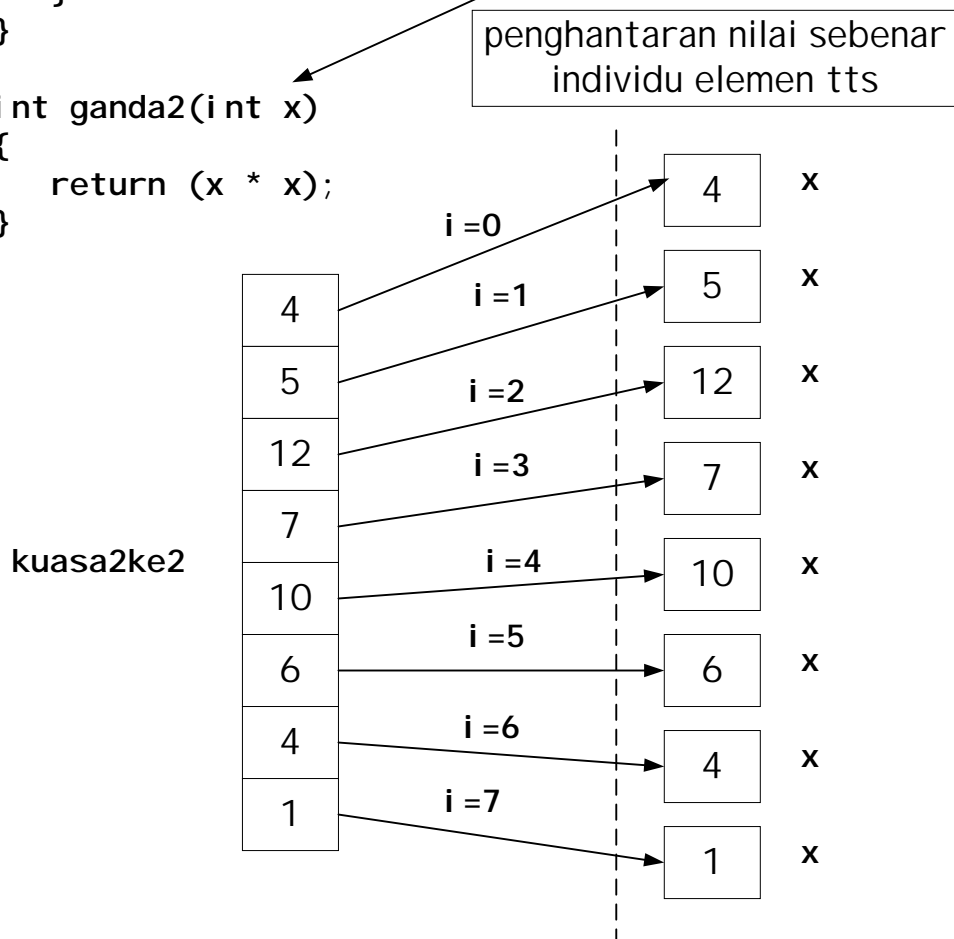 }
penghantaran nilai sebenar
individu elemen tts
int ganda2(int x)
{
return (x * x);
}
i=0
4 x
4
i=1
5 x
5
i=2
12 x
12
i=3
7 x
7
kuasa2ke2
i=4
10 x
10
i=5
6
6 x
i=6
4
4 x
i=7
1
1 x